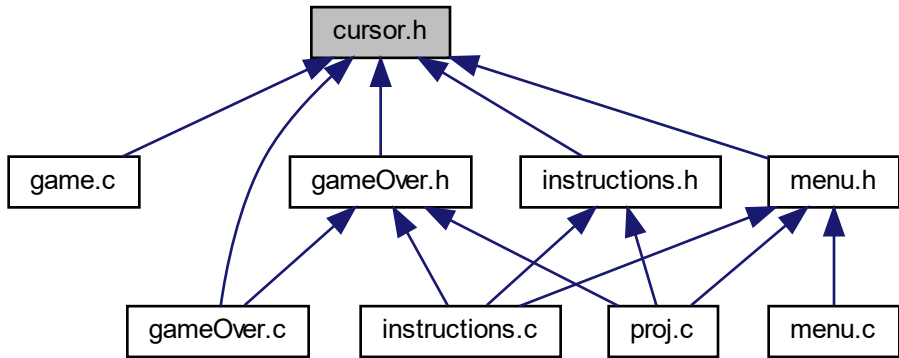 cursor.h
game.c
gameOver.h
instructions.h
menu.h
gameOver.c
instructions.c
proj.c
menu.c